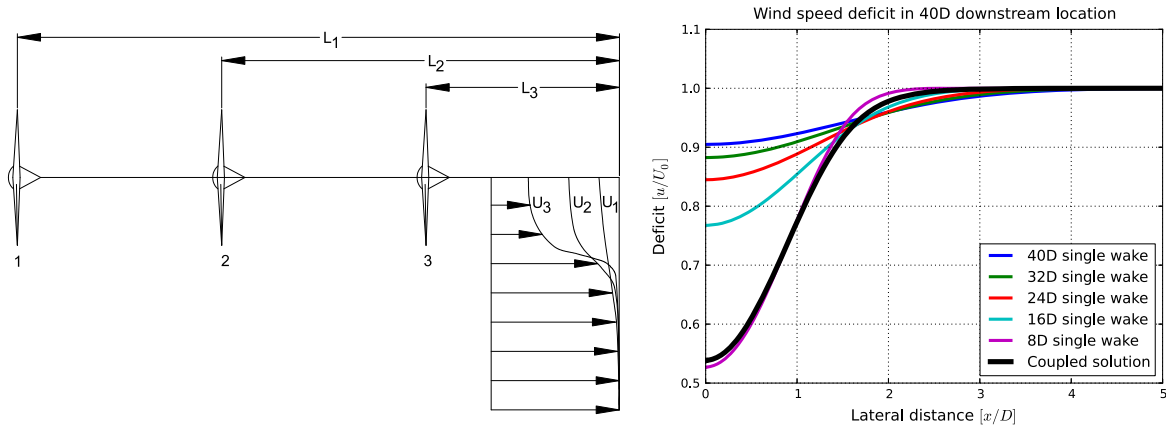 L1
L2
L3
U3
U2
U1
1
2
3
Wind speed deficit in 40D downstream location
1.1
1.0
0.9
0.8
0.7
0.6
0.5
Deficit [u/U0]
0
1
2
3
4
5
Lateral distance [x/D]
40D single wake
32D single wake
24D single wake
16D single wake
8D single wake
Coupled solution